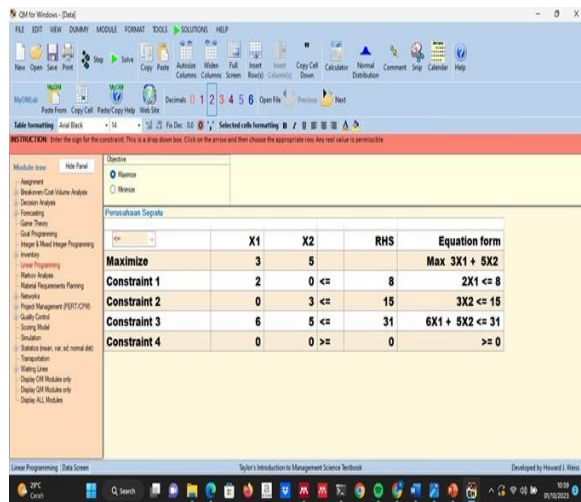 QM for Windows - [Data]
FILE EDIT VIEW DUMMY MODULE FORMAT TOOLS SOLUTIONS HELP
New Open Save Print Step Solve Copy Paste Autosize Columns Widen Columns Full Screen Insert Row(s) Insert Column(s) Copy Cell Down Calculator Normal Distribution Comment Snip Calendar Help
MyOMLab Paste From Copy Cell Paste/Copy Help Web Site Decimals 0 1 2 3 4 5 6 Open File Previous Next
Table formatting Arial Black 14 Fix Dec 0.0 0 Selected cells formatting B I U
INSTRUCTION: Enter the sign for the constraint. This is a drop down box. Click on the arrow and then choose the appropriate row. Any real value is permissible.
Module tree Hide Panel
Assignment
Breakeven/Cost-Volume Analysis
Decision Analysis
Forecasting
Game Theory
Goal Programming
Integer & Mixed Integer Programming
Inventory
Linear Programming
Markov Analysis
Material Requirements Planning
Networks
Project Management (PERT/CPM)
Quality Control
Scoring Model
Simulation
Statistics (mean, var, sd; normal dist)
Transportation
Waiting Lines
Display OM Modules only
Display QM Modules only
Display ALL Modules
Objective
Maximize
Minimize
Perusahaan Sepatu
<= X1 X2 RHS Equation form
Maximize 3 5 Max 3X1 + 5X2
Constraint 1 2 0 <= 8 2X1 <= 8
Constraint 2 0 3 <= 15 3X2 <= 15
Constraint 3 6 5 <= 31 6X1 + 5X2 <= 31
Constraint 4 0 0 >= 0 >= 0
Linear Programming Data Screen Taylor's Introduction to Management Science Textbook Developed by Howard J. Weiss
29°C
Cerah
Search
10:59
01/10/2022